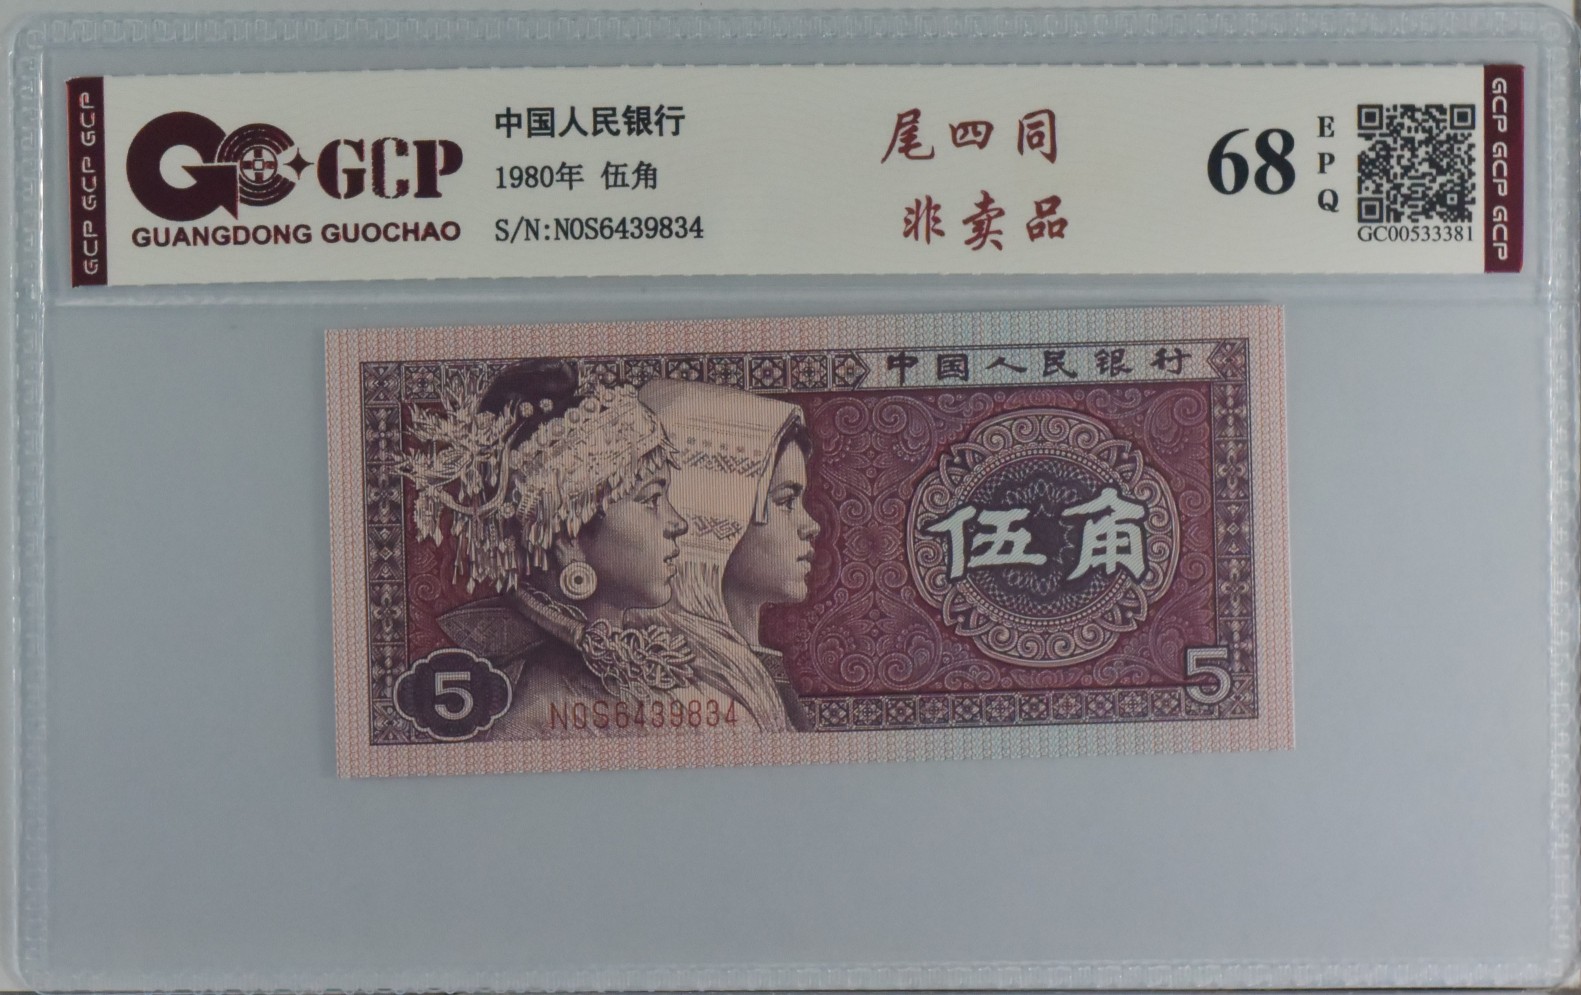 GCP GCP GCP
GCP
GUANGDONG GUOCHAO
中国人民银行
1980年 伍角
S/N:N0S6439834
尾四同
非卖品
68
EPQ
GC00533381
GCP GCP GCP
中国人民银行
伍角
5
N0S6439834
5